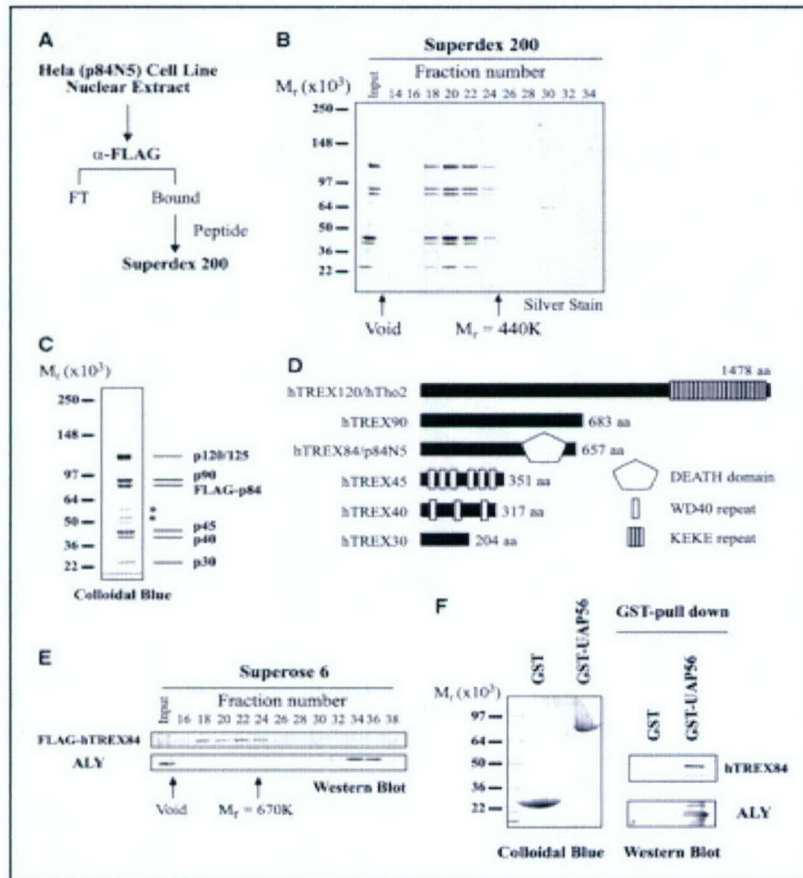 A
Hela (p84N5) Cell Line
Nuclear Extract
α-FLAG
FT Bound
Peptide
Superdex 200
B
Superdex 200
Fraction number
Mr (x10³)
Input 14 16 18 20 22 24 26 28 30 32 34
250
148
97
64
50
36
22
Silver Stain
Void Mr = 440K
C
Mr (x10³)
250
148
97
64
50
36
22
p120/125
p90
FLAG-p84
*
*
p45
p40
p30
Colloidal Blue
D
1478 aa
hTREX120/hTho2
hTREX90 683 aa
hTREX84/p84N5 657 aa
hTREX45 351 aa
hTREX40 317 aa
hTREX30 204 aa
DEATH domain
WD40 repeat
KEKE repeat
E
Superose 6
Fraction number
Input 16 18 20 22 24 26 28 30 32 34 36 38
FLAG-hTREX84
ALY
Western Blot
Void Mr = 670K
F
GST-pull down
GST
GST-UAP56
Mr (x10³)
97
64
50
36
22
GST
GST-UAP56
hTREX84
ALY
Colloidal Blue Western Blot